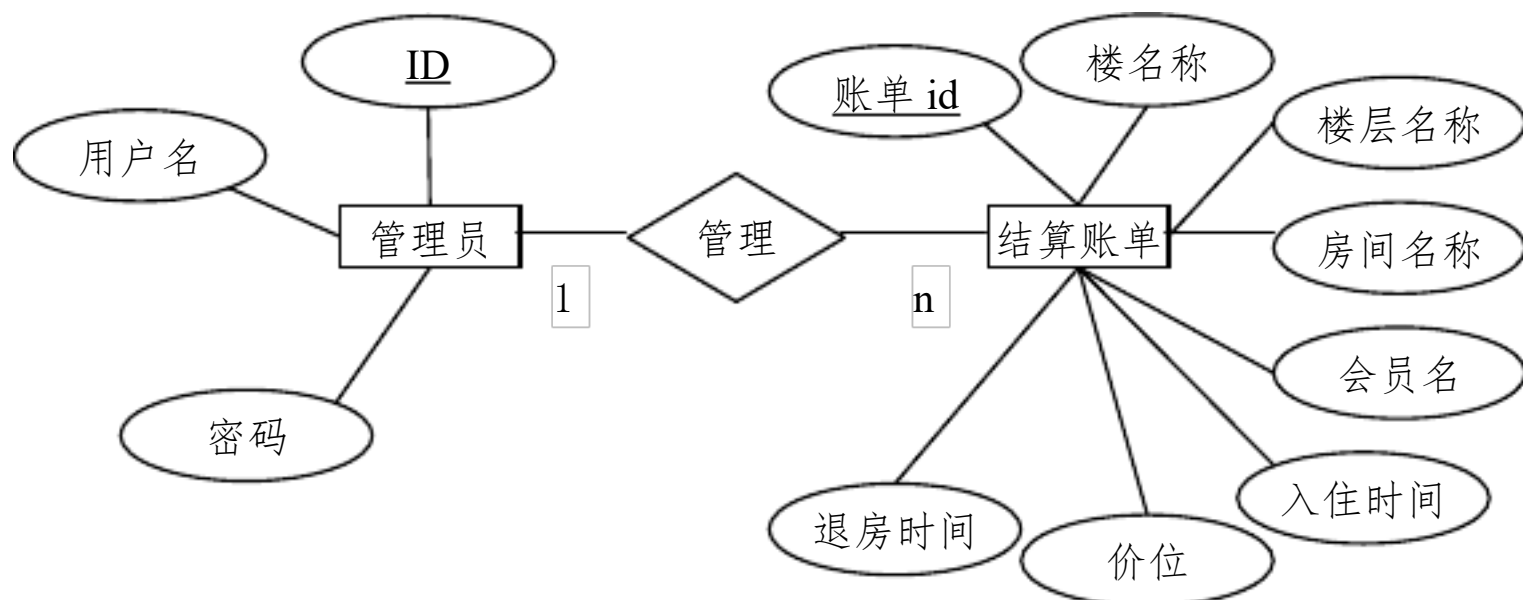 ID
账单 id
楼名称
楼层名称
用户名
管理员
管理
结算账单
房间名称
1
n
会员名
密码
入住时间
退房时间
价位